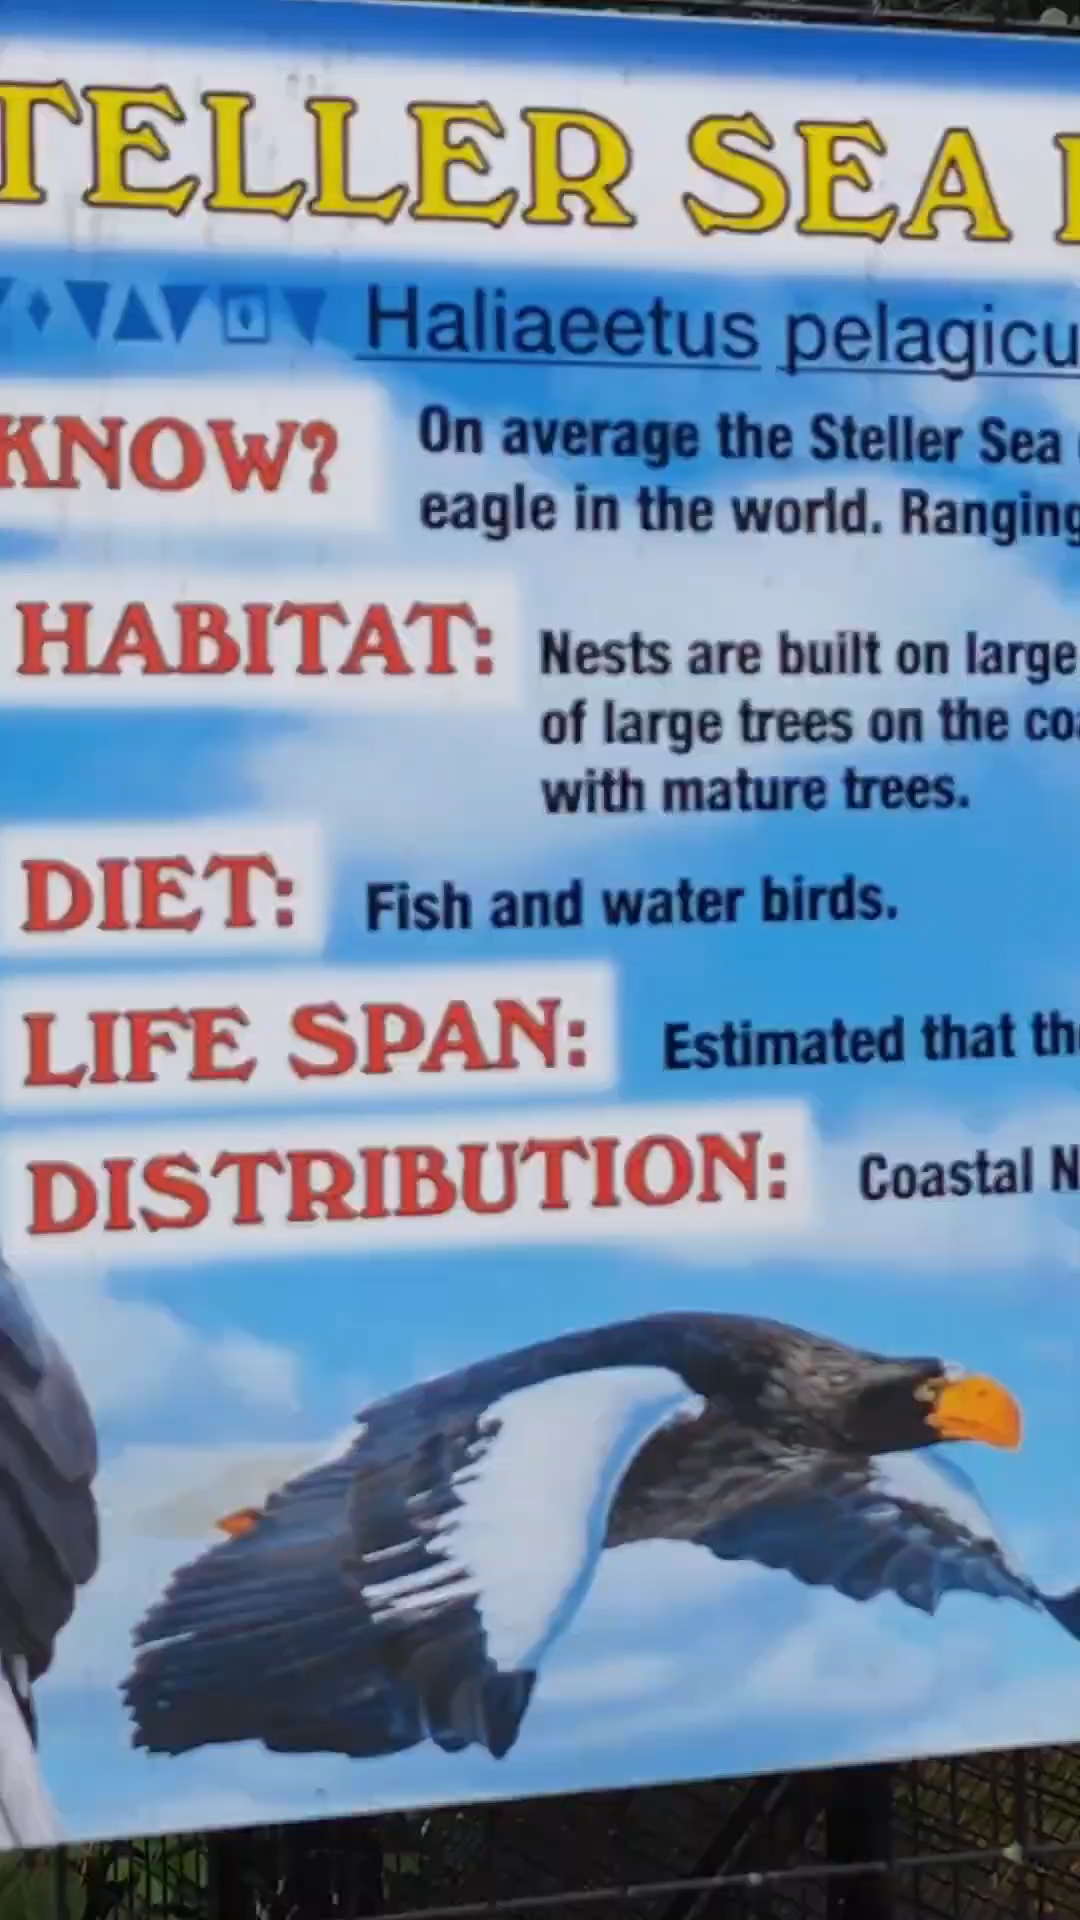 TELLER SEA
Haliaeetus pelagicu
KNOW?
On average the Steller Sea
eagle in the world. Ranging
HABITAT:
Nests are built on large
of large trees on the co
with mature trees.
DIET:
Fish and water birds.
LIFE SPAN:
Estimated that th
DISTRIBUTION:
Coastal N